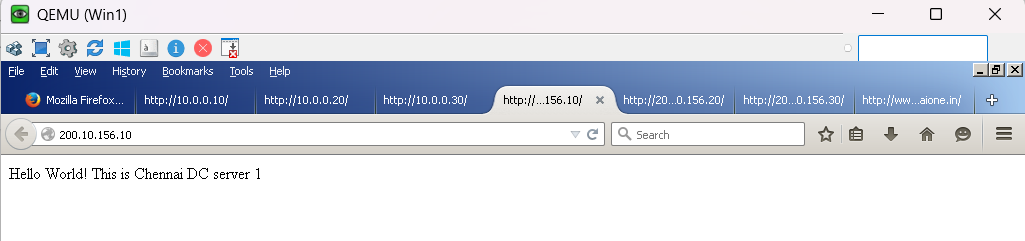 QEMU (Win1)
File Edit View History Bookmarks Tools Help
Mozilla Firefox... http://10.0.0.10/ http://10.0.0.20/ http://10.0.0.30/ http://...156.10/ http://20...0.156.20/ http://20...0.156.30/ http://ww...aione.in/
200.10.156.10 Search
Hello World! This is Chennai DC server 1